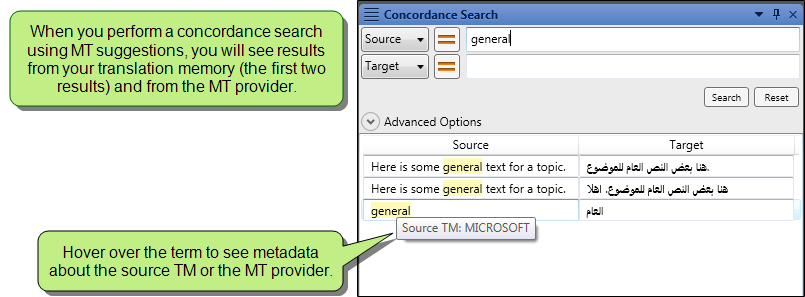 When you perform a concordance search
using MT suggestions, you will see results
from your translation memory (the first two
results) and from the MT provider.
Concordance Search
Source general
Target
Search Reset
Advanced Options
Source Target
Here is some general text for a topic. هنا بعض النص العام للموضوع.
Here is some general text for a topic. هنا بعض النص العام للموضوع. اهلا
general العام
Source TM: MICROSOFT
Hover over the term to see metadata
about the source TM or the MT provider.